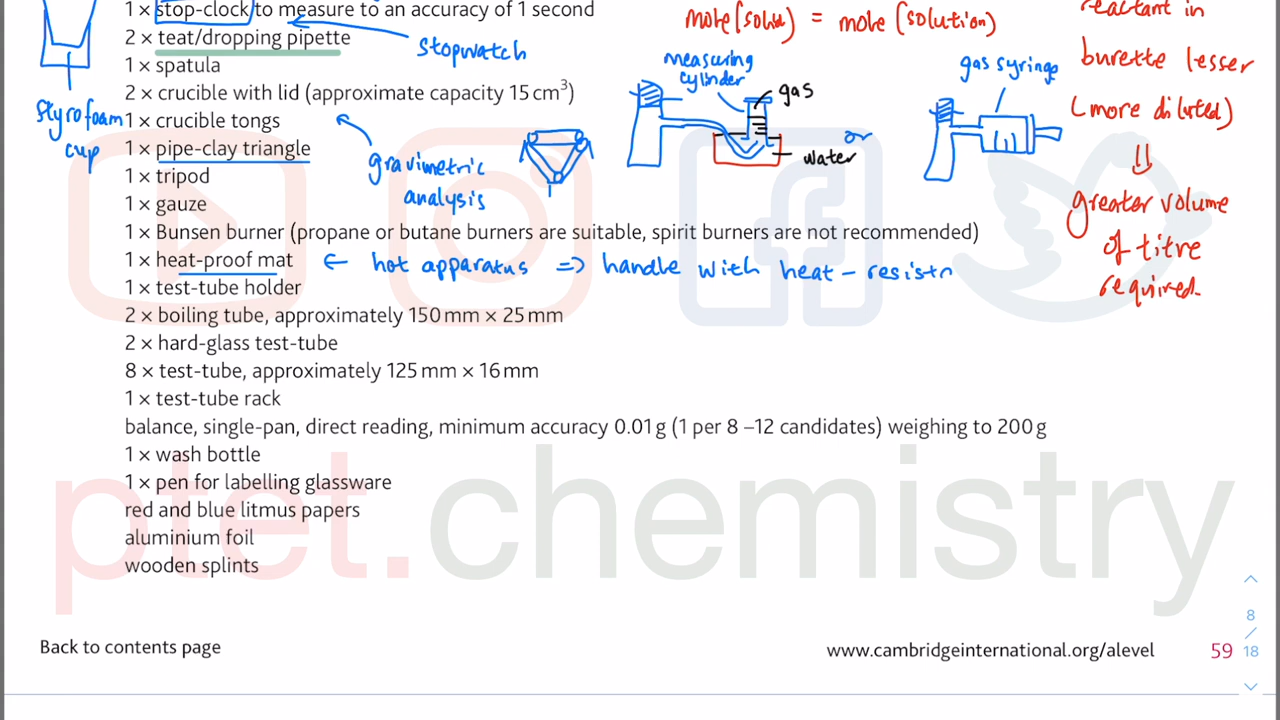 1 × stop-clock to measure to an accuracy of 1 second
2 × teat/dropping pipette
1 × spatula
2 × crucible with lid (approximate capacity 15 cm³)
1 × crucible tongs
1 × pipe-clay triangle
1 × tripod
1 × gauze
1 × Bunsen burner (propane or butane burners are suitable, spirit burners are not recommended)
1 × heat-proof mat ← hot apparatus => handle with heat-resist
1 × test-tube holder
2 × boiling tube, approximately 150 mm × 25 mm
2 × hard-glass test-tube
8 × test-tube, approximately 125 mm × 16 mm
1 × test-tube rack
balance, single-pan, direct reading, minimum accuracy 0.01 g (1 per 8 –12 candidates) weighing to 200 g
1 × wash bottle
1 × pen for labelling glassware
red and blue litmus papers
aluminium foil
wooden splints
styrofoam
cup
stopwatch
gravimetric
analysis
mole (solid) = mole (solution)
measuring
cylinder
gas
water
or
gas syringe
reactant in
burette lesser
(more diluted)
⇓
greater volume
of titre
required.
ptet.chemistry
Back to contents page
www.cambridgeinternational.org/alevel
59
8
/
18